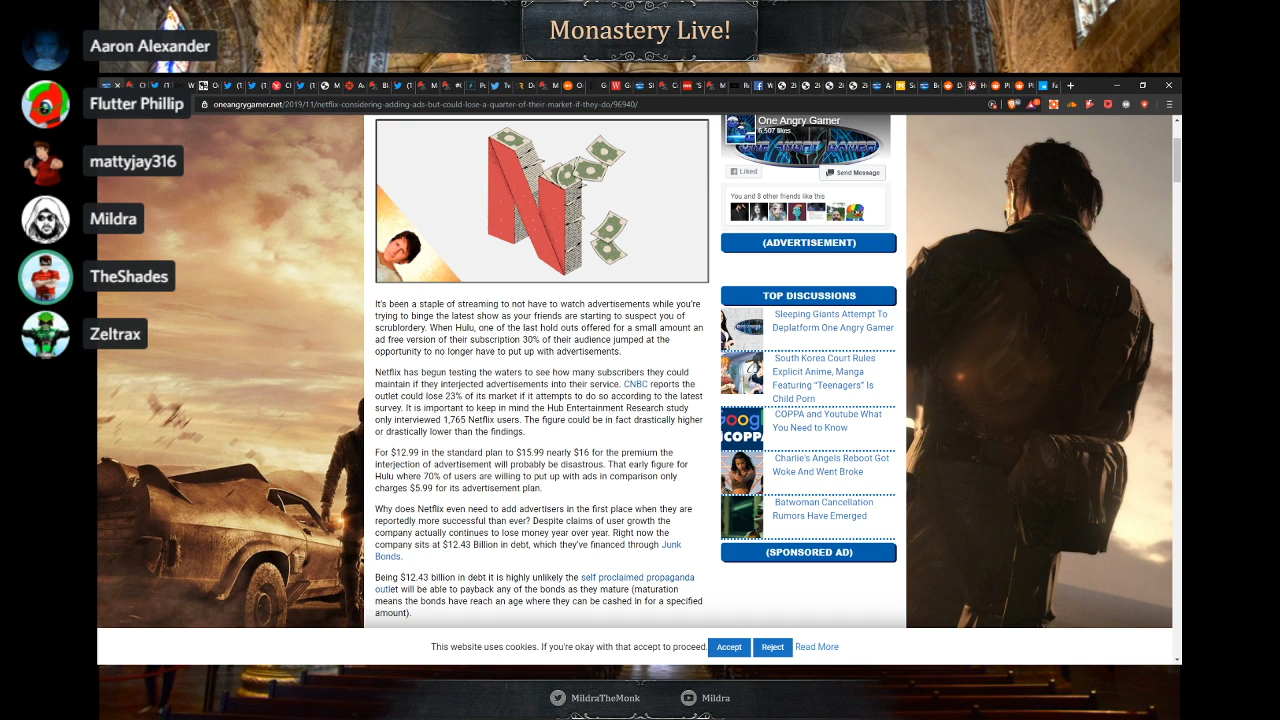 Monastery Live!
Aaron Alexander
Flutter Phillip
mattyjay316
Mildra
TheShades
Zeltrax
oneangrygamer.net/2019/11/netflix-considering-adding-ads-but-could-lose-a-quarter-of-their-market-if-they-do/96940/
It's been a staple of streaming to not have to watch advertisements while you're
trying to binge the latest show as your friends are starting to suspect you of
scrublordery. When Hulu, one of the last hold outs offered for a small amount an
ad free version of their subscription 30% of their audience jumped at the
opportunity to no longer have to put up with advertisements.
Netflix has begun testing the waters to see how many subscribers they could
maintain if they interjected advertisements into their service. CNBC reports the
outlet could lose 23% of its market if it attempts to do so according to the latest
survey. It is important to keep in mind the Hub Entertainment Research study
only interviewed 1,765 Netflix users. The figure could be in fact drastically higher
or drastically lower than the findings.
For $12.99 in the standard plan to $15.99 nearly $16 for the premium the
interjection of advertisement will probably be disastrous. That early figure for
Hulu where 70% of users are willing to put up with ads in comparison only
charges $5.99 for its advertisement plan.
Why does Netflix even need to add advertisers in the first place when they are
reportedly more successful than ever? Despite claims of user growth the
company actually continues to lose money year over year. Right now the
company sits at $12.43 Billion in debt, which they've financed through Junk
Bonds.
Being $12.43 billion in debt it is highly unlikely the self proclaimed propaganda
outlet will be able to payback any of the bonds as they mature (maturation
means the bonds have reach an age where they can be cashed in for a specified
amount).
One Angry Gamer
6,507 likes
Liked
Send Message
You and 8 other friends like this
(ADVERTISEMENT)
TOP DISCUSSIONS
Sleeping Giants Attempt To
Deplatform One Angry Gamer
South Korea Court Rules
Explicit Anime, Manga
Featuring "Teenagers" Is
Child Porn
COPPA and Youtube What
You Need to Know
Charlie's Angels Reboot Got
Woke And Went Broke
Batwoman Cancellation
Rumors Have Emerged
(SPONSORED AD)
This website uses cookies. If you're okay with that accept to proceed.
Accept
Reject
Read More
MildraTheMonk
Mildra